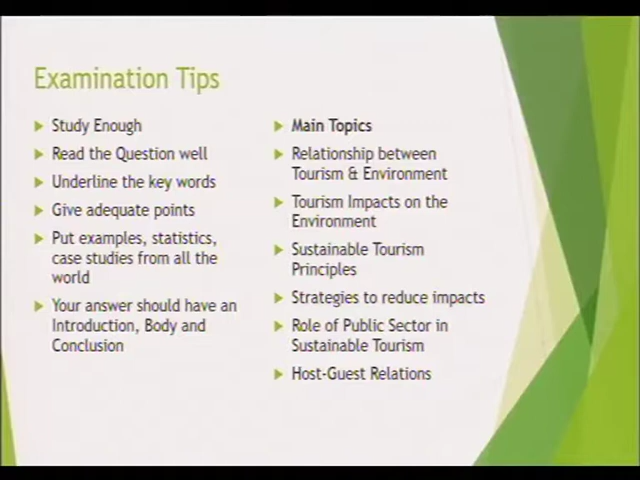 Examination Tips
Study Enough
Read the Question well
Underline the key words
Give adequate points
Put examples, statistics,
case studies from all the
world
Your answer should have an
Introduction, Body and
Conclusion
Main Topics
Relationship between
Tourism & Environment
Tourism Impacts on the
Environment
Sustainable Tourism
Principles
Strategies to reduce impacts
Role of Public Sector in
Sustainable Tourism
Host-Guest Relations